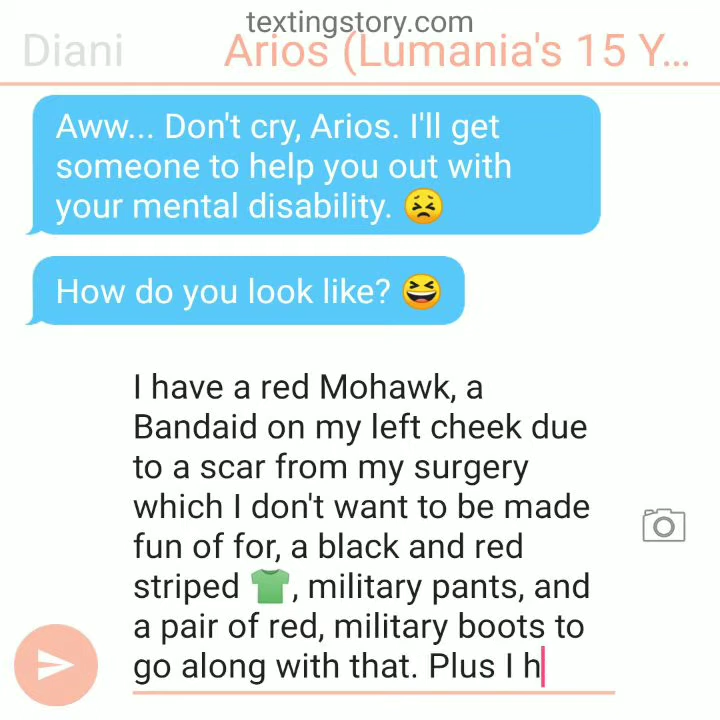 textingstory.com
Diani
Arios (Lumania's 15 Y...
Aww... Don't cry, Arios. I'll get
someone to help you out with
your mental disability. 😣
How do you look like? 😆
I have a red Mohawk, a
Bandaid on my left cheek due
to a scar from my surgery
which I don't want to be made
fun of for, a black and red
striped 👕, military pants, and
a pair of red, military boots to
go along with that. Plus I h